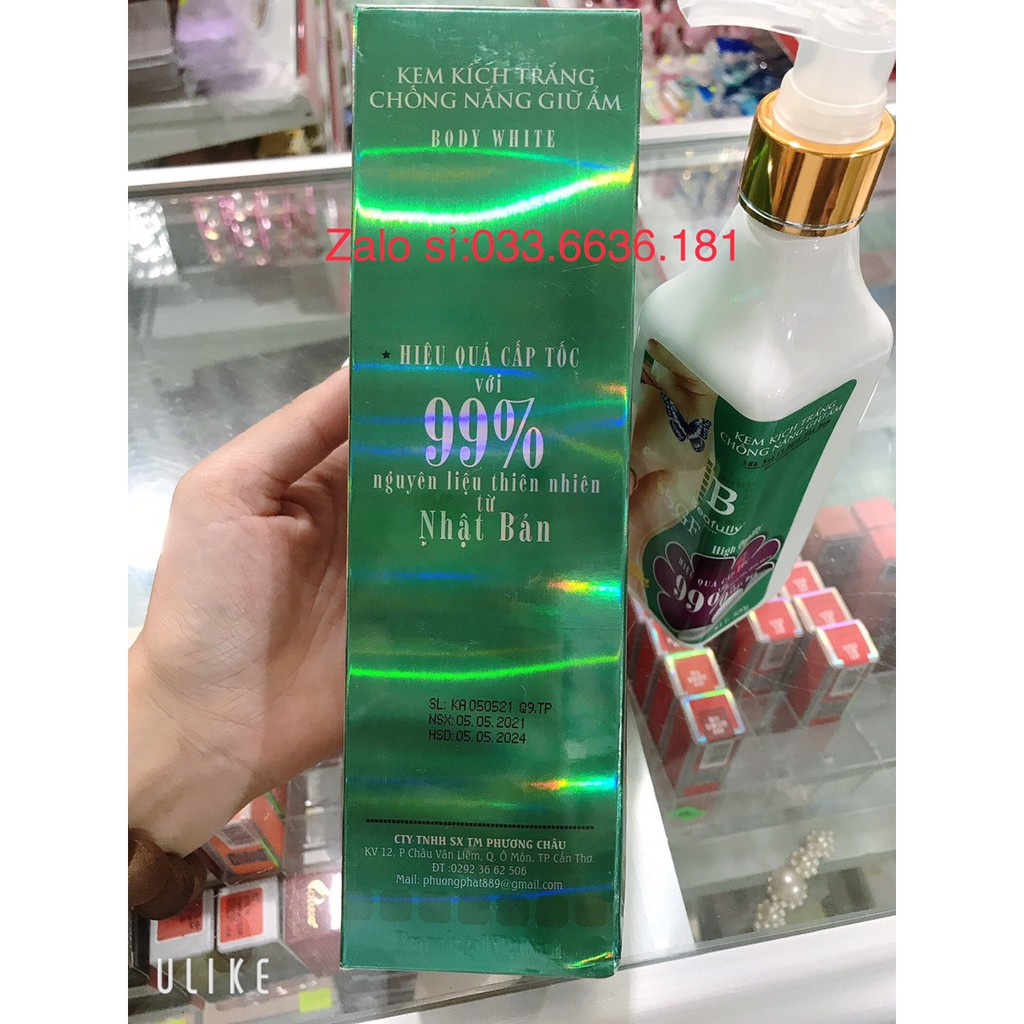 KEM KÍCH TRẮNG
CHỐNG NẮNG GIỮ ẨM
BODY WHITE
Zalo sỉ:033.6636.181
★ HIỆU QUẢ CẤP TỐC
với
99%
nguyên liệu thiên nhiên
từ
Nhật Bản
SL: KA 050521 Q9.TP
NSX: 05.05.2021
HSD: 05.05.2024
CTY TNHH SX TM PHƯƠNG CHÂU
KV 12, P Châu Văn Liêm, Q. Ô Môn, TP. Cần Thơ.
ĐT :0292 36 62 506
Mail: phuongphat889@gmail.com
KEM KÍCH TRẮNG
CHỐNG NẮNG GIỮ ẨM
B
High
HIỆU QUẢ
99%
ULIKE